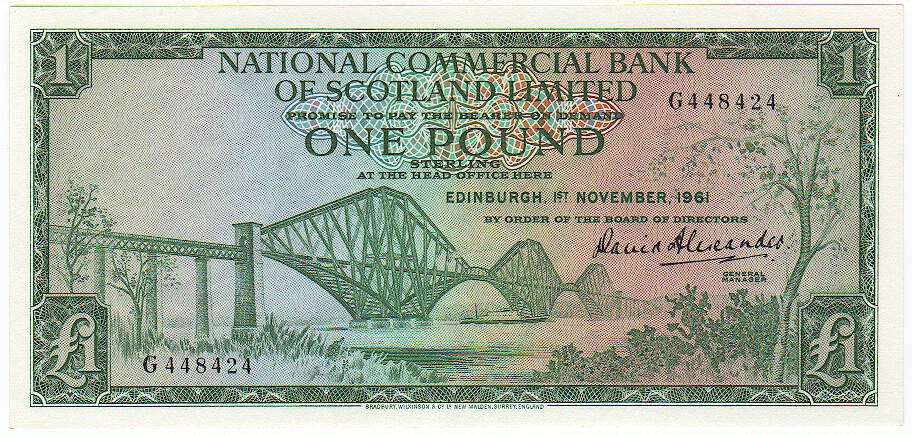 1
1
NATIONAL COMMERCIAL BANK
OF SCOTLAND LIMITED
G448424
PROMISE TO PAY THE BEARER ON DEMAND
ONE POUND
STERLING
AT THE HEAD OFFICE HERE
EDINBURGH, 1ST NOVEMBER, 1961
BY ORDER OF THE BOARD OF DIRECTORS
David Alexander.
GENERAL
MANAGER
G448424
£1
£1
BRADBURY, WILKINSON & Co Ld NEW MALDEN, SURREY, ENGLAND